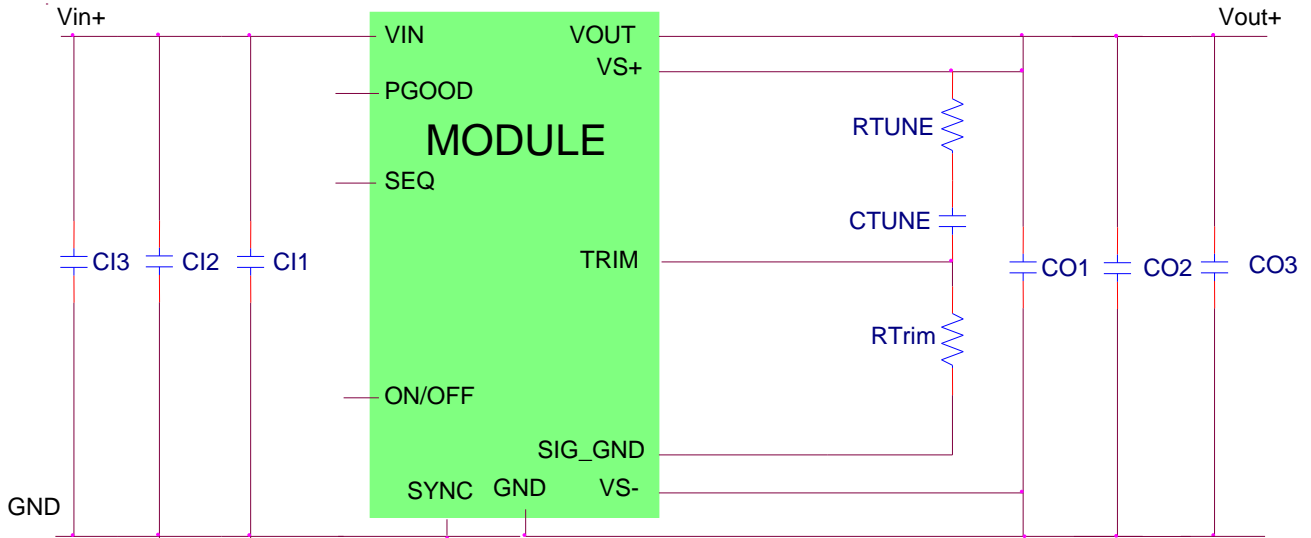 Vin+
Vout+
VIN
VOUT
VS+
PGOOD
MODULE
RTUNE
SEQ
CTUNE
TRIM
CI3
CI2
CI1
CO1
CO2
CO3
RTrim
ON/OFF
SIG_GND
SYNC
GND
VS-
GND